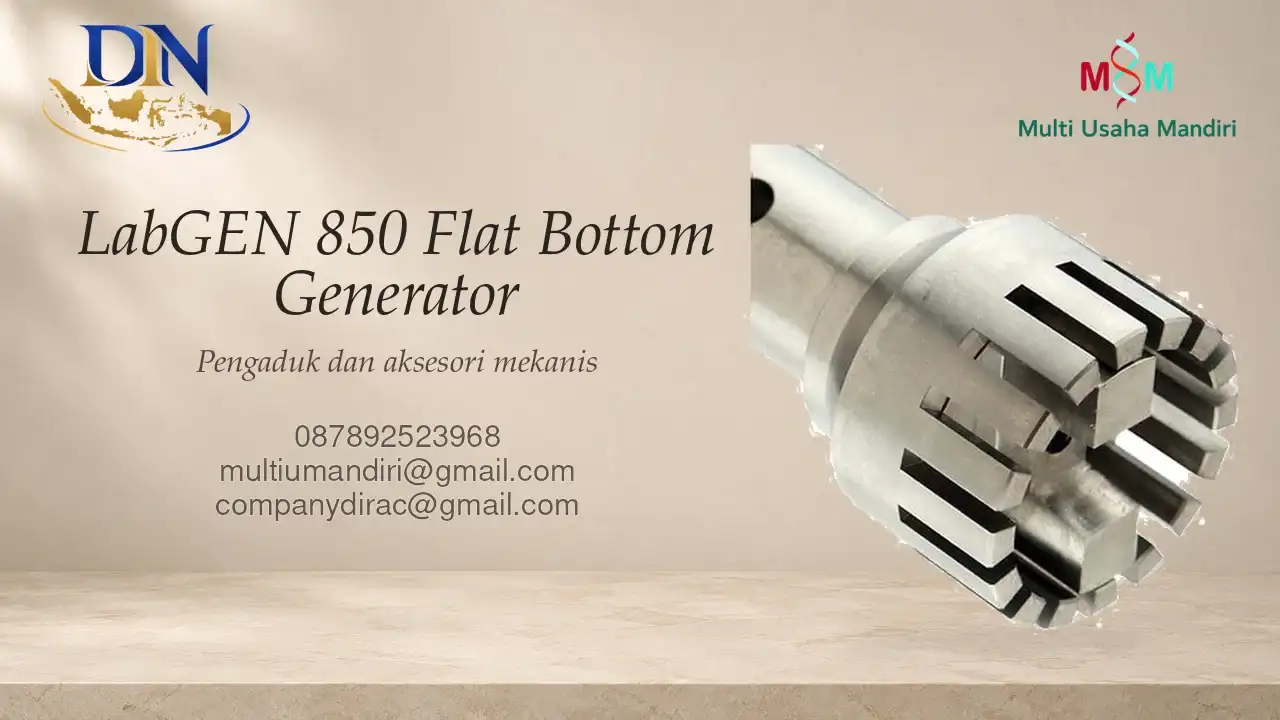 DIN
MSM
Multi Usaha Mandiri
LabGEN 850 Flat Bottom
Generator
Pengaduk dan aksesori mekanis
087892523968
multiumandiri@gmail.com
companydirac@gmail.com